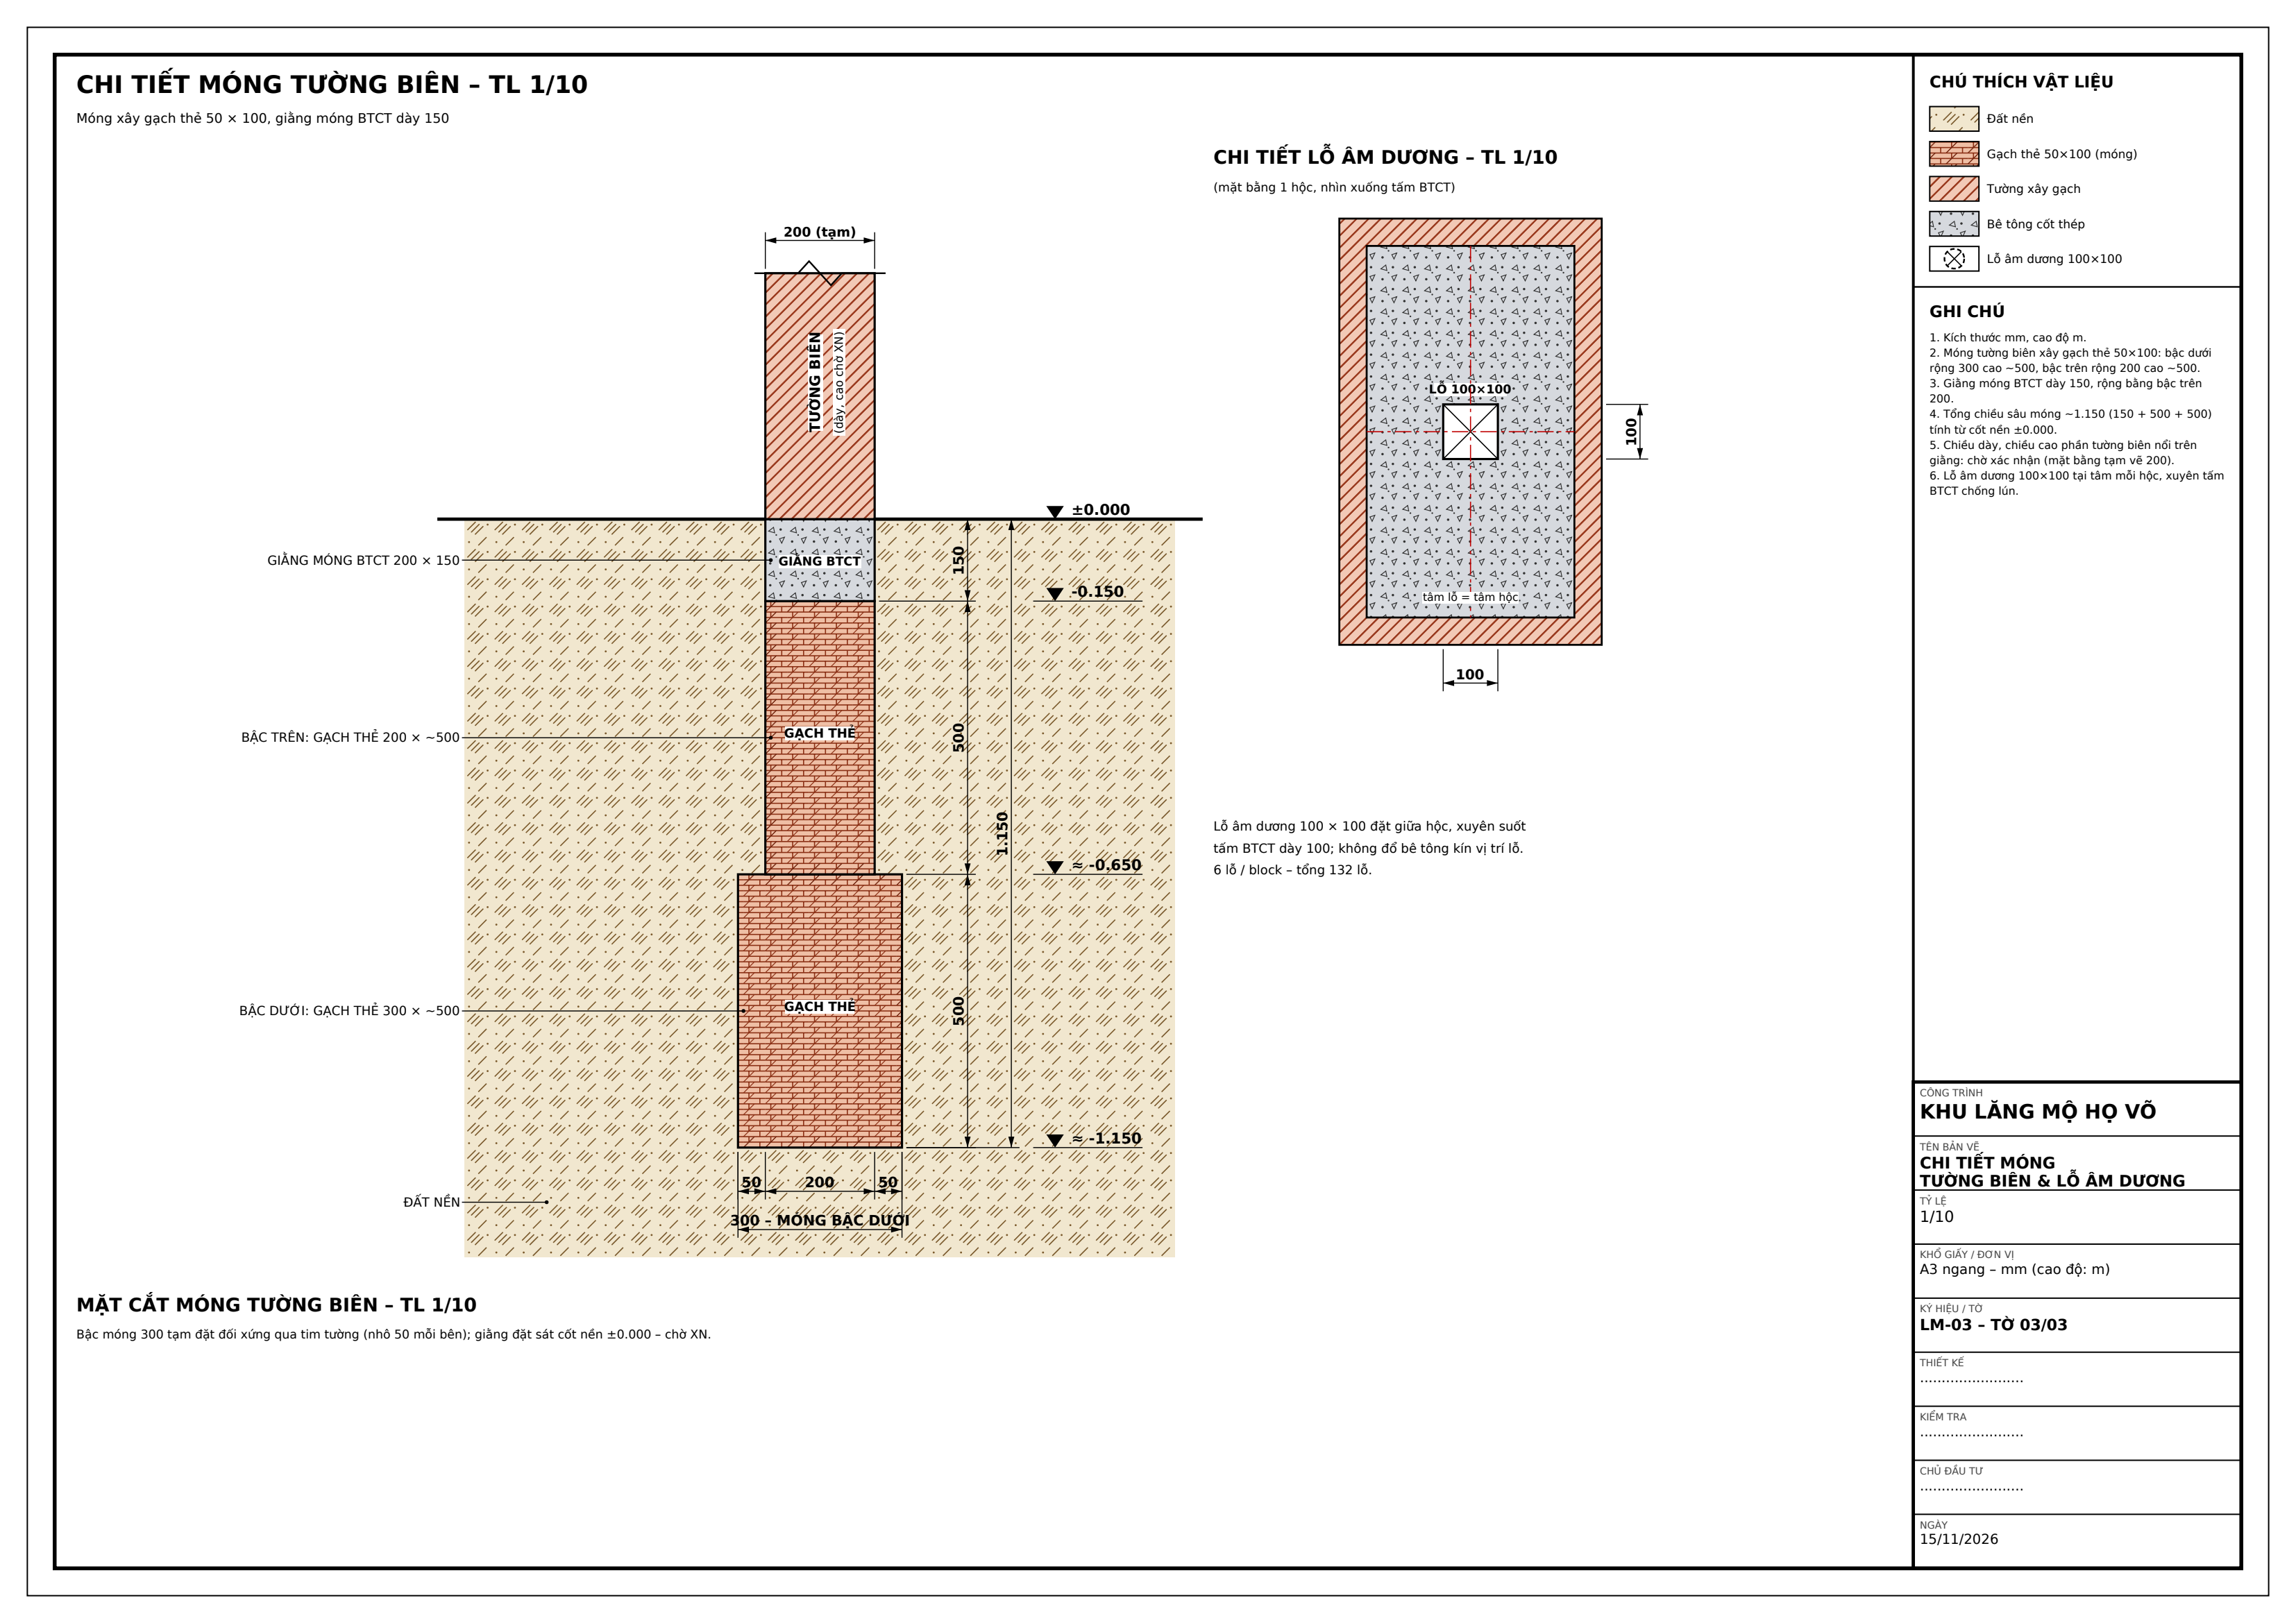 CHI TIẾT MÓNG TƯỜNG BIÊN – TL 1/10
Móng xây gạch thẻ 50 × 100, giằng móng BTCT dày 150
200 (tạm)
TƯỜNG BIÊN
(dày, cao chờ XN)
±0.000
GIẰNG MÓNG BTCT 200 × 150
GIẰNG BTCT
150
-0.150
BẬC TRÊN: GẠCH THẺ 200 × ~500
GẠCH THẺ
500
1.150
≈ -0.650
BẬC DƯỚI: GẠCH THẺ 300 × ~500
GẠCH THẺ
500
≈ -1.150
50
200
50
ĐẤT NỀN
300 – MÓNG BẬC DƯỚI
MẶT CẮT MÓNG TƯỜNG BIÊN – TL 1/10
Bậc móng 300 tạm đặt đối xứng qua tim tường (nhô 50 mỗi bên); giằng đặt sát cốt nền ±0.000 – chờ XN.
CHI TIẾT LỖ ÂM DƯƠNG – TL 1/10
(mặt bằng 1 hộc, nhìn xuống tấm BTCT)
LỖ 100×100
100
tâm lỗ = tâm hộc
100
Lỗ âm dương 100 × 100 đặt giữa hộc, xuyên suốt
tấm BTCT dày 100; không đổ bê tông kín vị trí lỗ.
6 lỗ / block – tổng 132 lỗ.
CHÚ THÍCH VẬT LIỆU
Đất nền
Gạch thẻ 50×100 (móng)
Tường xây gạch
Bê tông cốt thép
Lỗ âm dương 100×100
GHI CHÚ
1. Kích thước mm, cao độ m.
2. Móng tường biên xây gạch thẻ 50×100: bậc dưới
rộng 300 cao ~500, bậc trên rộng 200 cao ~500.
3. Giằng móng BTCT dày 150, rộng bằng bậc trên
200.
4. Tổng chiều sâu móng ~1.150 (150 + 500 + 500)
tính từ cốt nền ±0.000.
5. Chiều dày, chiều cao phần tường biên nổi trên
giằng: chờ xác nhận (mặt bằng tạm vẽ 200).
6. Lỗ âm dương 100×100 tại tâm mỗi hộc, xuyên tấm
BTCT chống lún.
CÔNG TRÌNH
KHU LĂNG MỘ HỌ VÕ
TÊN BẢN VẼ
CHI TIẾT MÓNG
TƯỜNG BIÊN & LỖ ÂM DƯƠNG
TỶ LỆ
1/10
KHỔ GIẤY / ĐƠN VỊ
A3 ngang – mm (cao độ: m)
KÝ HIỆU / TỜ
LM-03 – TỜ 03/03
THIẾT KẾ
........................
KIỂM TRA
........................
CHỦ ĐẦU TƯ
........................
NGÀY
15/11/2026